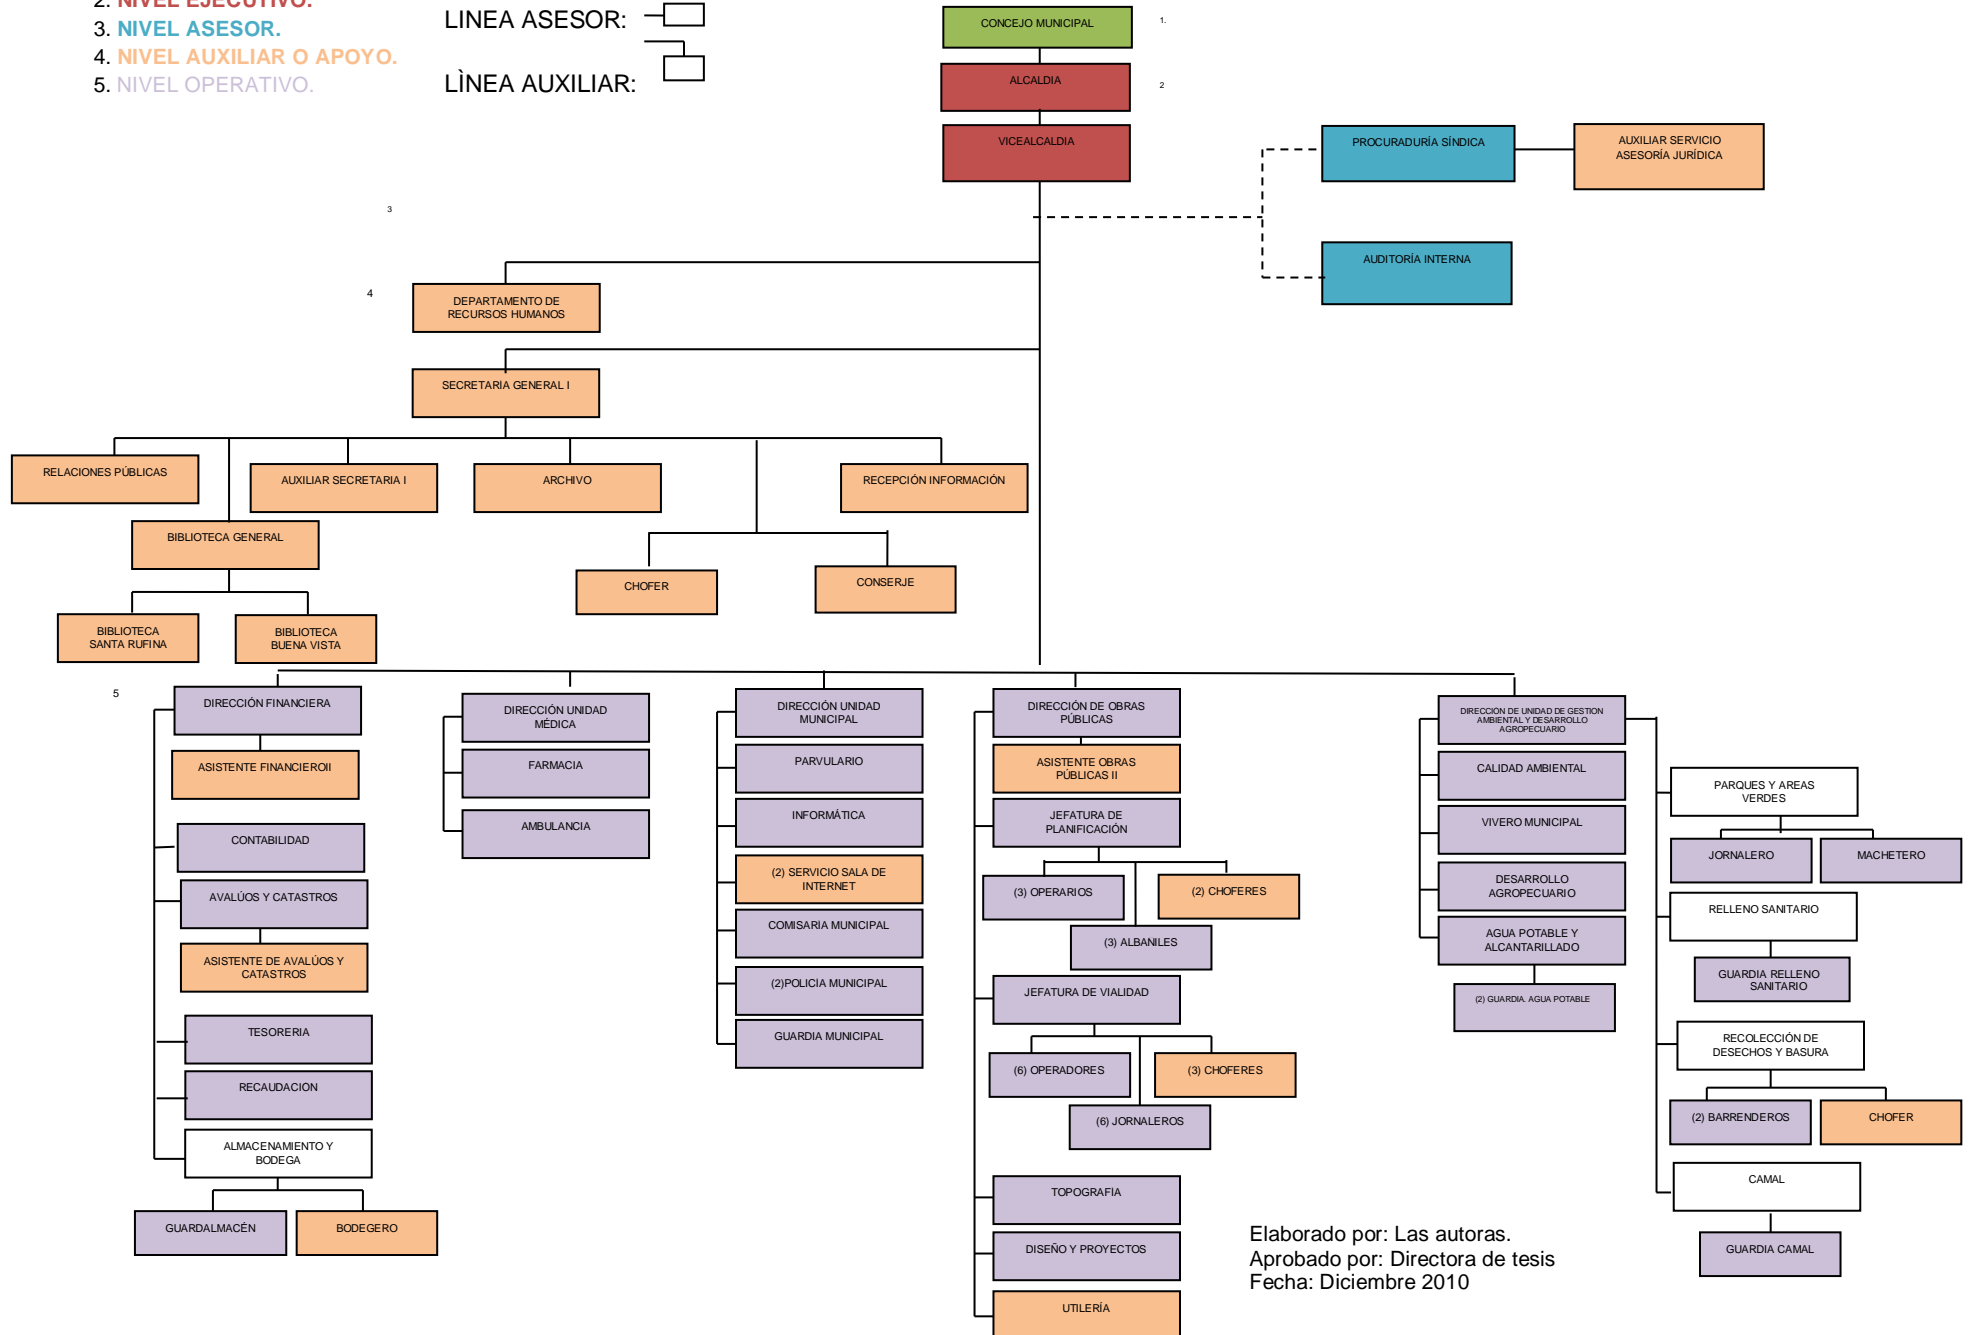 2. NIVEL EJECUTIVO.
3. NIVEL ASESOR.
4. NIVEL AUXILIAR O APOYO.
5. NIVEL OPERATIVO.
LINEA ASESOR:
LÌNEA AUXILIAR:
CONCEJO MUNICIPAL
1.
ALCALDIA
2
VICEALCALDIA
PROCURADURÍA SÍNDICA
AUXILIAR SERVICIO
ASESORÍA JURÍDICA
3
AUDITORÍA INTERNA
4
DEPARTAMENTO DE
RECURSOS HUMANOS
SECRETARÍA GENERAL I
RELACIONES PÚBLICAS
AUXILIAR SECRETARIA I
ARCHIVO
RECEPCIÓN INFORMACIÓN
BIBLIOTECA GENERAL
CHOFER
CONSERJE
BIBLIOTECA
SANTA RUFINA
BIBLIOTECA
BUENA VISTA
5
DIRECCIÓN FINANCIERA
ASISTENTE FINANCIEROII
CONTABILIDAD
AVALÚOS Y CATASTROS
ASISTENTE DE AVALÚOS Y
CATASTROS
TESORERIA
RECAUDACIÓN
ALMACENAMIENTO Y
BODEGA
GUARDALMACÉN
BODEGERO
DIRECCIÓN UNIDAD
MÉDICA
FARMACIA
AMBULANCIA
DIRECCIÓN UNIDAD
MUNICIPAL
PARVULARIO
INFORMÁTICA
(2) SERVICIO SALA DE
INTERNET
COMISARÍA MUNICIPAL
(2)POLICÍA MUNICIPAL
GUARDIA MUNICIPAL
DIRECCIÓN DE OBRAS
PÚBLICAS
ASISTENTE OBRAS
PÚBLICAS II
JEFATURA DE
PLANIFICACIÓN
(3) OPERARIOS
(2) CHOFERES
(3) ALBAÑILES
JEFATURA DE VIALIDAD
(6) OPERADORES
(3) CHOFERES
(6) JORNALEROS
TOPOGRAFÍA
DISEÑO Y PROYECTOS
UTILERÍA
DIRECCIÓN DE UNIDAD DE GESTION
AMBIENTAL Y DESARROLLO
AGROPECUARIO
CALIDAD AMBIENTAL
VIVERO MUNICIPAL
DESARROLLO
AGROPECUARIO
AGUA POTABLE Y
ALCANTARILLADO
(2) GUARDIA. AGUA POTABLE
PARQUES Y AREAS
VERDES
JORNALERO
MACHETERO
RELLENO SANITARIO
GUARDIA RELLENO
SANITARIO
RECOLECCIÓN DE
DESECHOS Y BASURA
(2) BARRENDEROS
CHOFER
CAMAL
GUARDIA CAMAL
Elaborado por: Las autoras.
Aprobado por: Directora de tesis
Fecha: Diciembre 2010